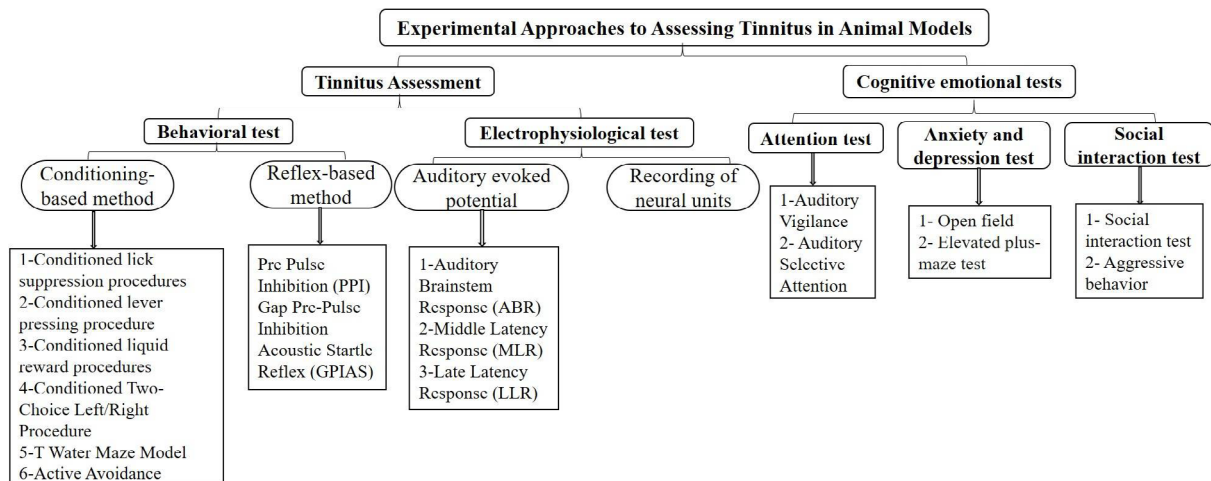 Experimental Approaches to Assessing Tinnitus in Animal Models
Tinnitus Assessment
Cognitive emotional tests
Behavioral test
Electrophysiological test
Attention test
Anxiety and
depression test
Social
interaction test
Conditioning-
based method
Reflex-based
method
Auditory evoked
potential
Recording of
neural units
1-Conditioned lick
suppression procedures
2-Conditioned lever
pressing procedure
3-Conditioned liquid
reward procedures
4-Conditioned Two-
Choice Left/Right
Procedure
5-T Water Maze Model
6-Active Avoidance
Pre Pulse
Inhibition (PPI)
Gap Pre-Pulse
Inhibition
Acoustic Startle
Reflex (GPIAS)
1-Auditory
Brainstem
Response (ABR)
2-Middle Latency
Response (MLR)
3-Late Latency
Response (LLR)
1-Auditory
Vigilance
2- Auditory
Selective
Attention
1- Open field
2- Elevated plus-
maze test
1- Social
interaction test
2- Aggressive
behavior